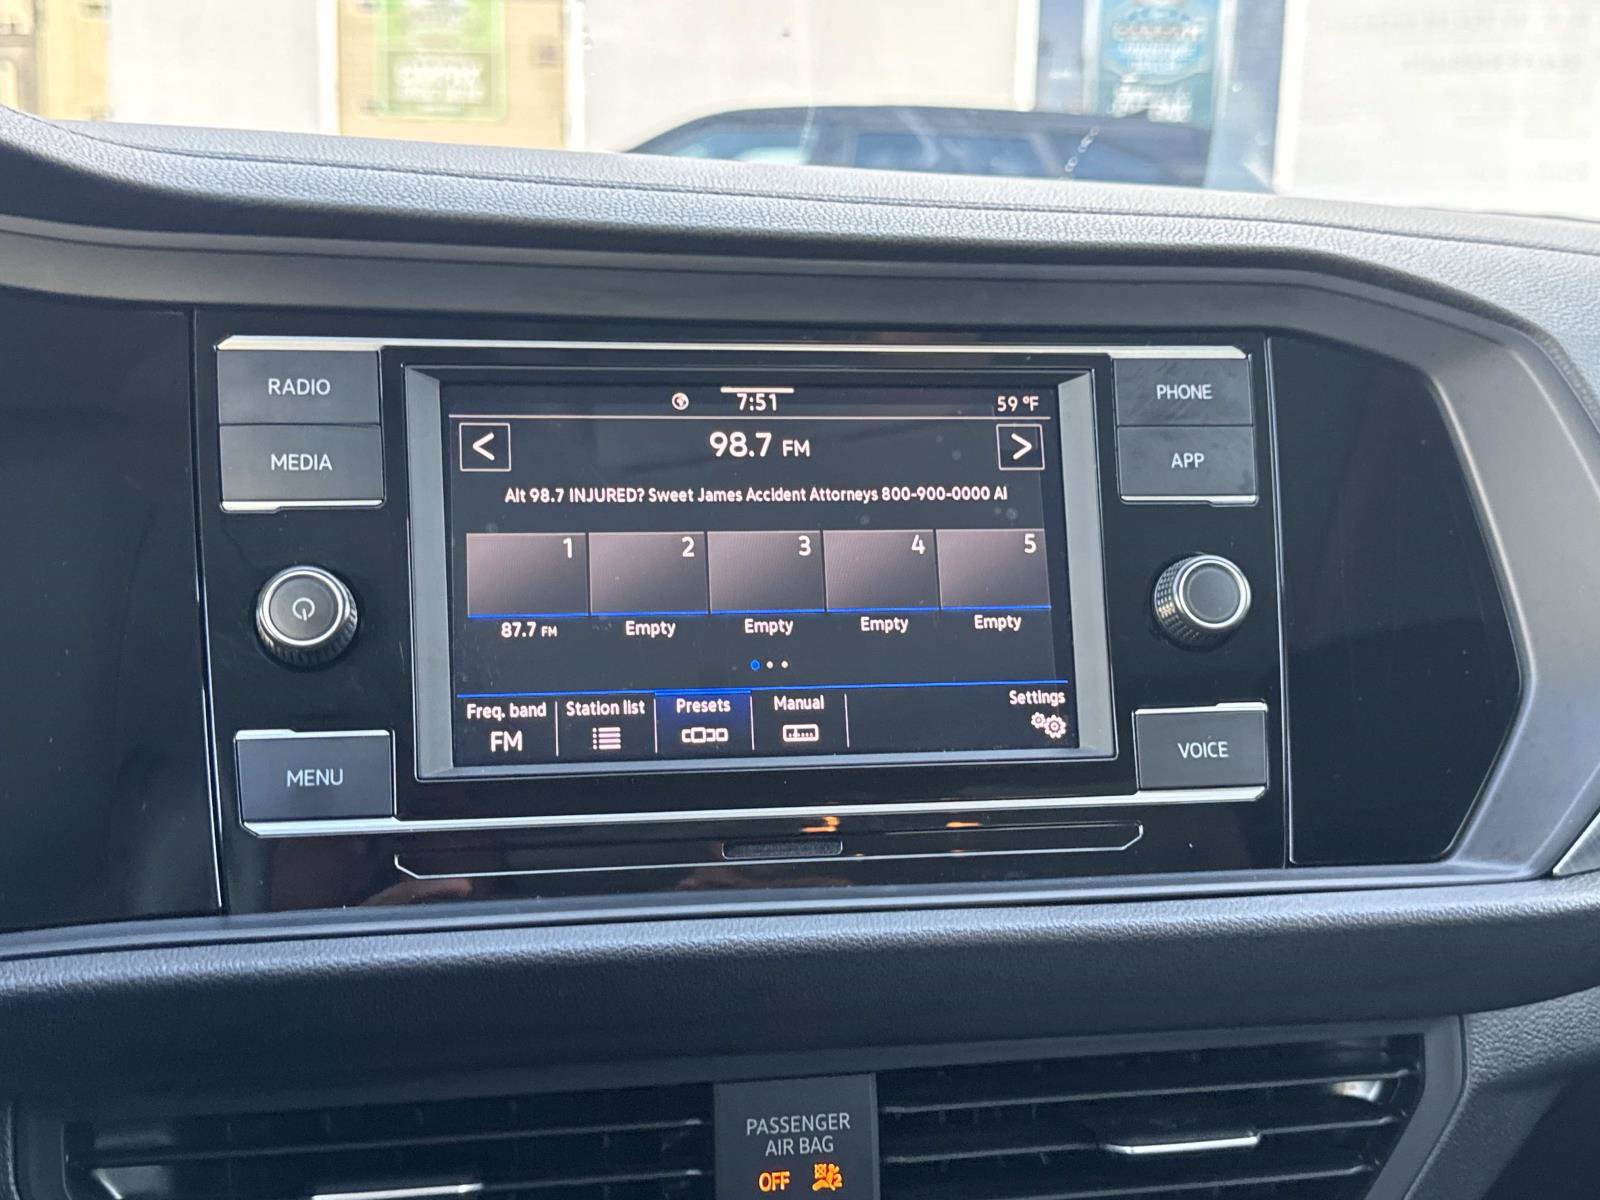 RADIO
MEDIA
MENU
7:51
59 °F
<
98.7 FM
>
Alt 98.7 INJURED? Sweet James Accident Attorneys 800-900-0000 Al
1
2
3
4
5
87.7 FM
Empty
Empty
Empty
Empty
Freq. band
FM
Station list
Presets
Manual
Settings
PHONE
APP
VOICE
PASSENGER
AIR BAG
OFF
2